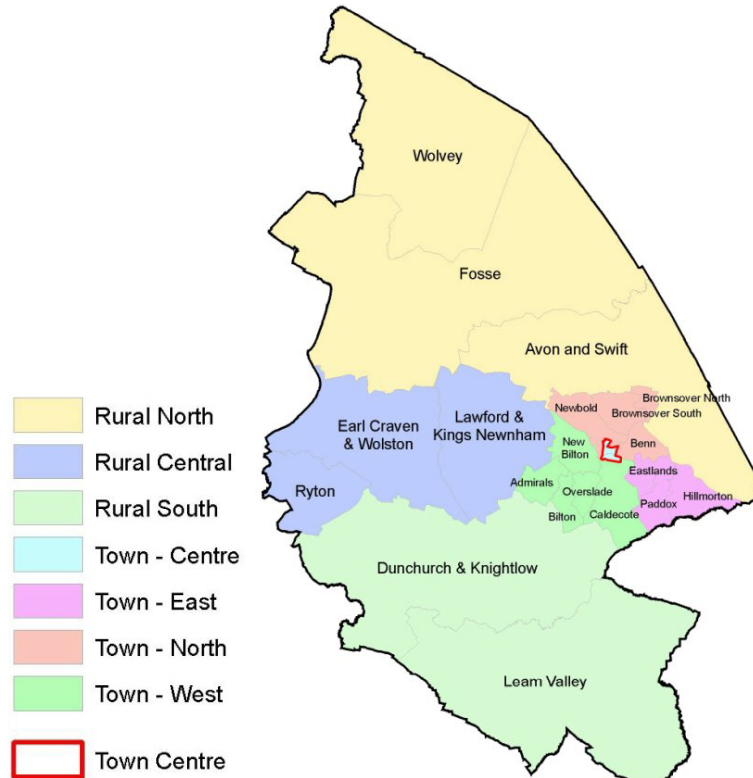 Wolvey
Fosse
Avon and Swift
Brownsover North
Newbold
Brownsover South
Earl Craven
& Wolston
Lawford &
Kings Newnham
New
Bilton
Benn
Eastlands
Ryton
Admirals
Overslade
Paddox
Hillmorton
Bilton
Caldecote
Dunchurch & Knightlow
Leam Valley
Rural North
Rural Central
Rural South
Town - Centre
Town - East
Town - North
Town - West
Town Centre